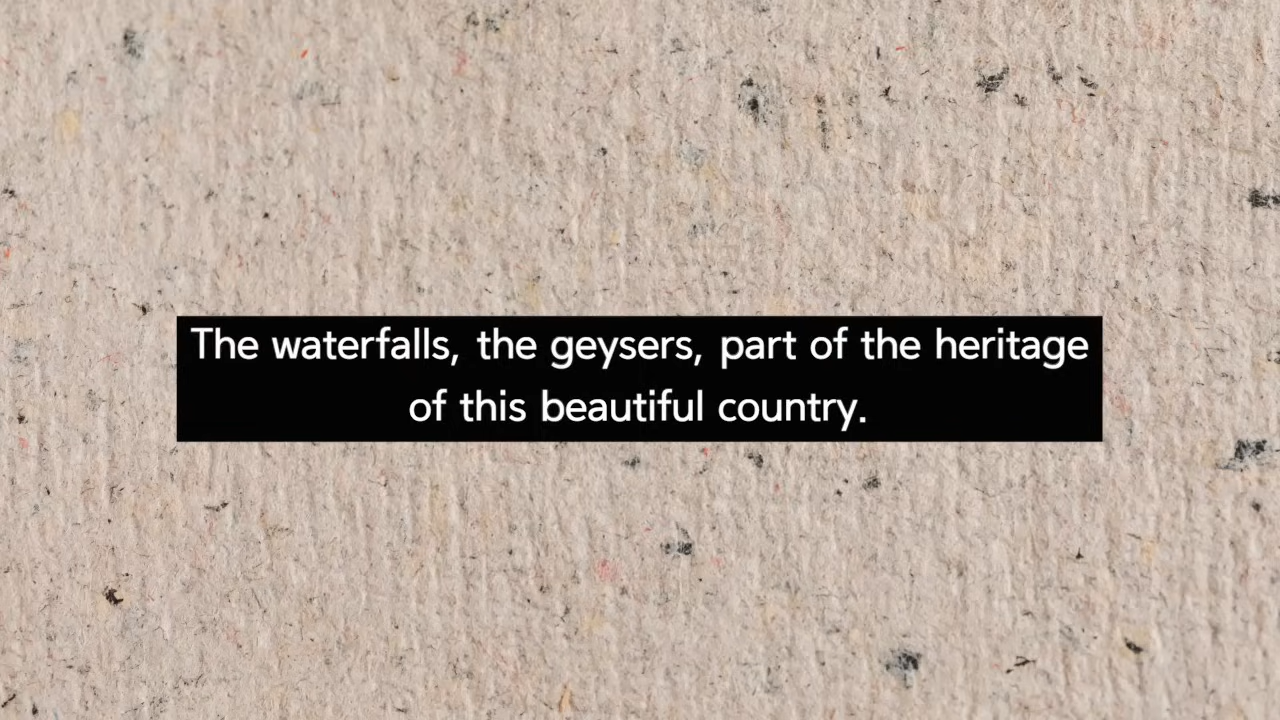 The waterfalls, the geysers, part of the heritage
of this beautiful country.